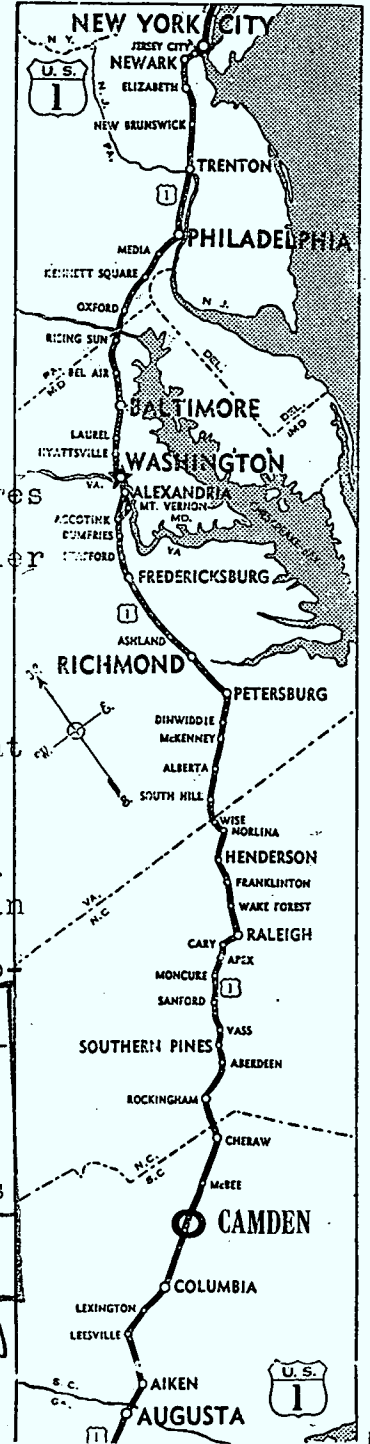 NEW YORK CITY
N. Y.
JERSEY CITY
NEWARK
U.S.
1
ELIZABETH
N. J.
PA.
NEW BRUNSWICK
TRENTON
1
PHILADELPHIA
MEDIA
KENNETT SQUARE
N. J.
OXFORD
RISING SUN
PA.
MD
DEL.
BEL AIR
BALTIMORE
DEL.
MD
LAUREL
HYATTSVILLE
WASHINGTON
VA.
ALEXANDRIA
MT. VERNON
MD.
ACCOTINK
VA
DUMFRIES
STAFFORD
FREDERICKSBURG
1
ASHLAND
RICHMOND
PETERSBURG
DINWIDDIE
McKENNEY
ALBERTA
SOUTH HILL
WISE
NORLINA
HENDERSON
VA.
N.C
FRANKLINTON
WAKE FOREST
RALEIGH
CARY
APEX
MONCURE
1
SANFORD
VASS
SOUTHERN PINES
ABERDEEN
ROCKINGHAM
CHERAW
N.C.
S.C
McBEE
CAMDEN
COLUMBIA
LEXINGTON
LEESVILLE
AIKEN
U.S.
1
S.C.
GA.
AUGUSTA
1